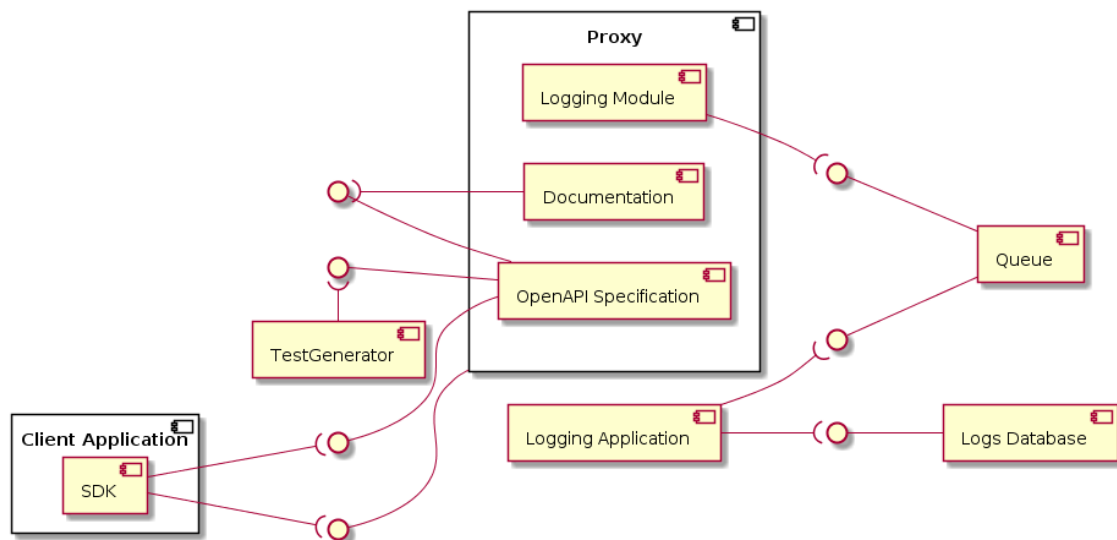 Proxy
Logging Module
Documentation
Queue
OpenAPI Specification
TestGenerator
Client Application
Logging Application
Logs Database
SDK